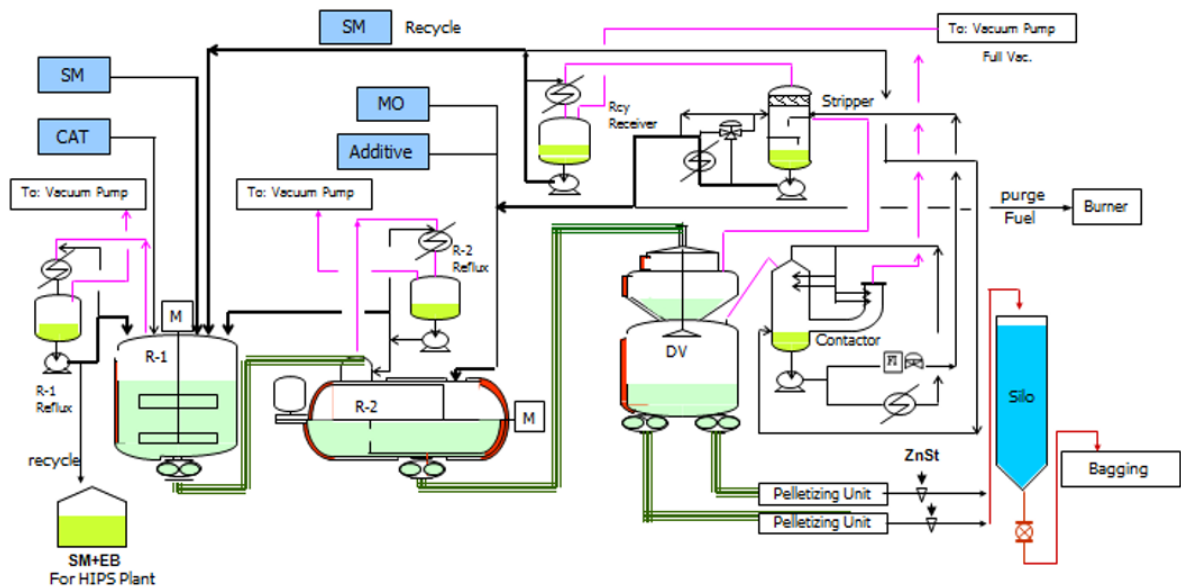 SM
Recycle
To: Vacuum Pump
Full Vac.
SM
MO
Stripper
Rcy
Receiver
CAT
Additive
To: Vacuum Pump
To: Vacuum Pump
purge
Fuel
Burner
R-2
Reflux
M
R-1
DV
Contactor
R-1
Reflux
R-2
M
FI
Silo
recycle
ZnSt
Bagging
Pelletizing Unit
Pelletizing Unit
SM+EB
For HIPS Plant